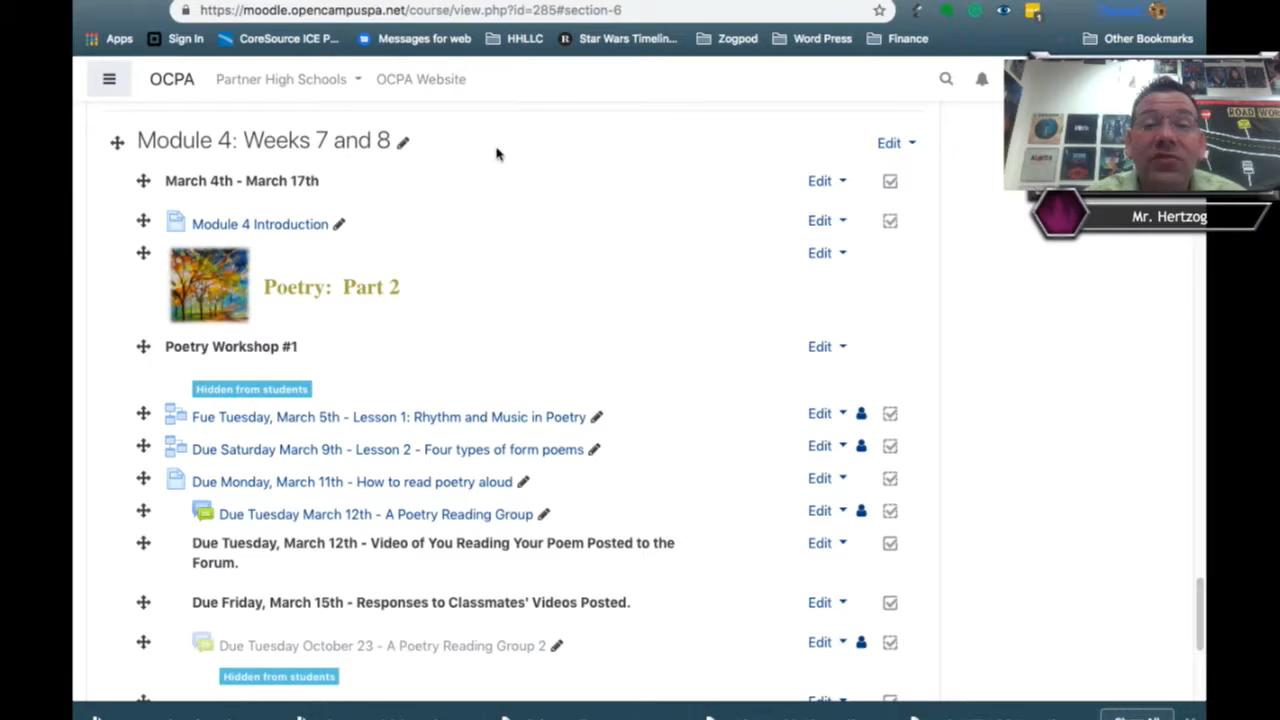 https://moodle.opencampuspa.net/course/view.php?id=285#section-6
Apps Sign In CoreSource ICE P... Messages for web HHLLC Star Wars Timelin... Zogpod Word Press Finance Other Bookmarks
OCPA Partner High Schools OCPA Website
ROAD WOR
Module 4: Weeks 7 and 8 Edit
March 4th - March 17th Edit
Mr. Hertzog
Module 4 Introduction Edit
Edit
Poetry: Part 2
Poetry Workshop #1 Edit
Hidden from students
Fue Tuesday, March 5th - Lesson 1: Rhythm and Music in Poetry Edit
Due Saturday March 9th - Lesson 2 - Four types of form poems Edit
Due Monday, March 11th - How to read poetry aloud Edit
Due Tuesday March 12th - A Poetry Reading Group Edit
Due Tuesday, March 12th - Video of You Reading Your Poem Posted to the Edit
Forum.
Due Friday, March 15th - Responses to Classmates' Videos Posted. Edit
Due Tuesday October 23 - A Poetry Reading Group 2 Edit
Hidden from students